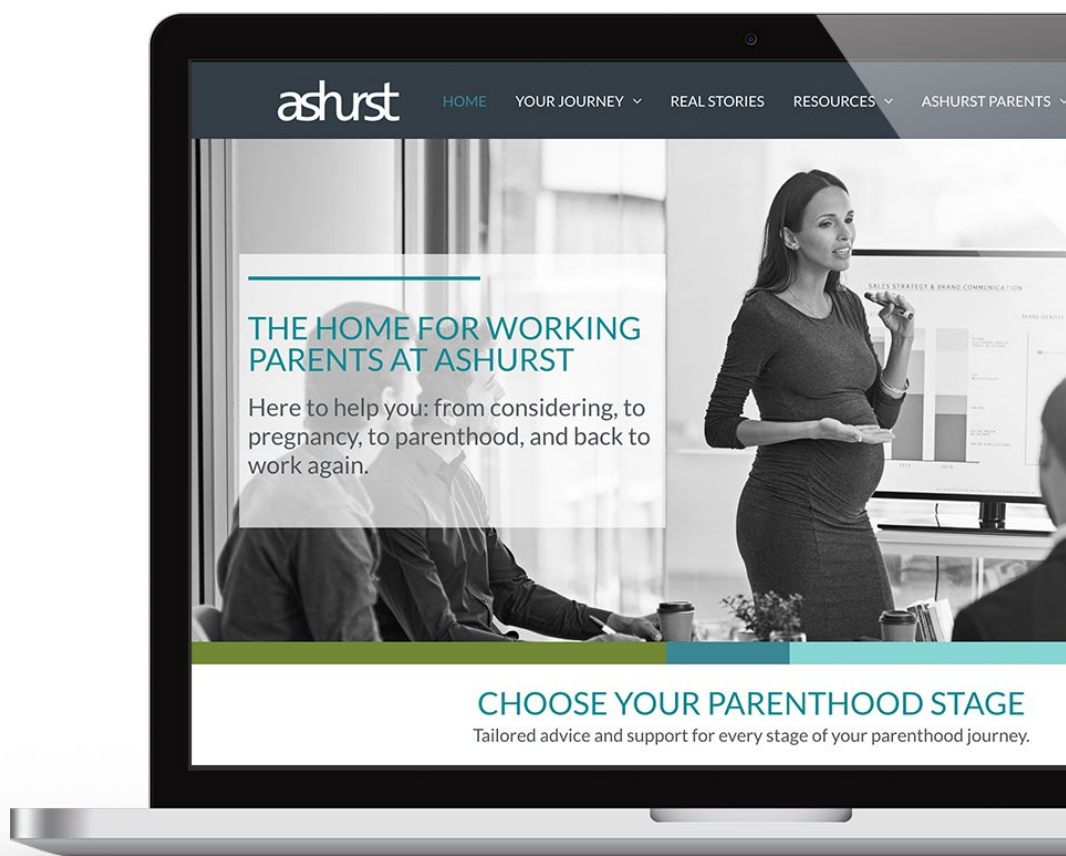 ashurst
HOME
YOUR JOURNEY
REAL STORIES
RESOURCES
ASHURST PARENTS
THE HOME FOR WORKING
PARENTS AT ASHURST
Here to help you: from considering, to
pregnancy, to parenthood, and back to
work again.
SALES STRATEGY & BRAND COMMUNICATION
CHOOSE YOUR PARENTHOOD STAGE
Tailored advice and support for every stage of your parenthood journey.